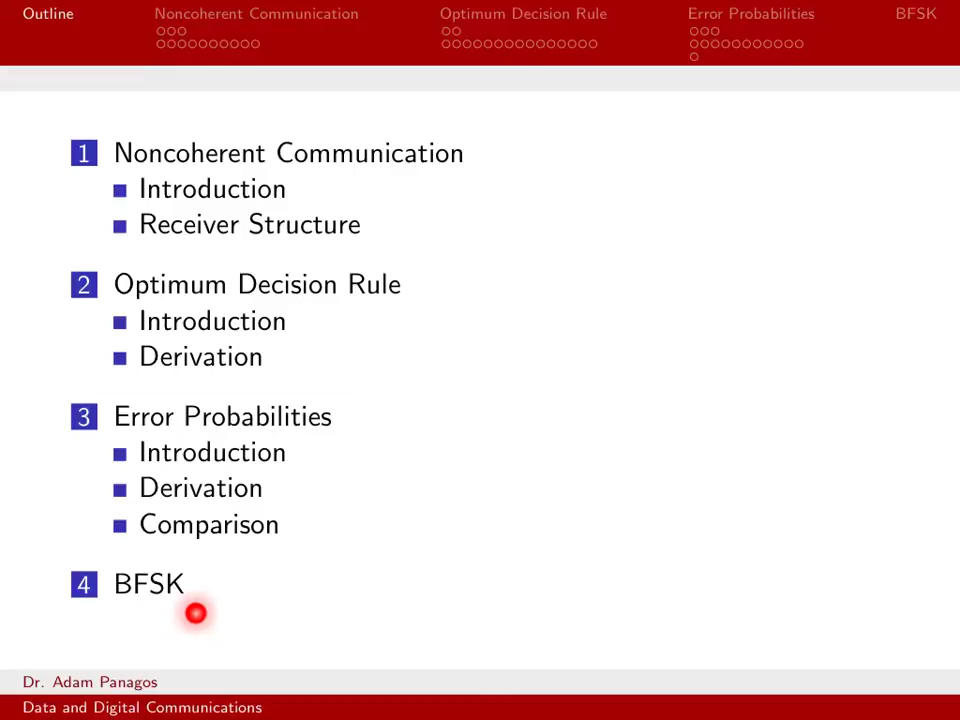 Outline Noncoherent Communication Optimum Decision Rule Error Probabilities BFSK
1 Noncoherent Communication
Introduction
Receiver Structure
2 Optimum Decision Rule
Introduction
Derivation
3 Error Probabilities
Introduction
Derivation
Comparison
4 BFSK
Dr. Adam Panagos
Data and Digital Communications